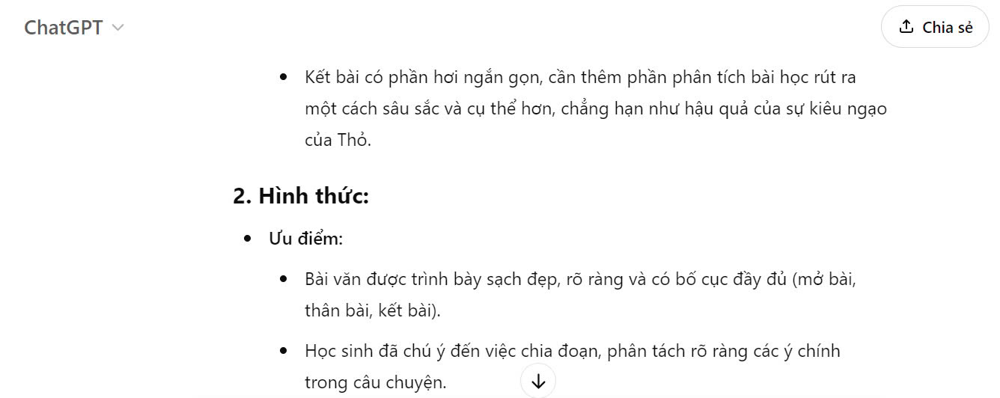 ChatGPT
Chia sẻ
Kết bài có phần hơi ngắn gọn, cần thêm phần phân tích bài học rút ra
một cách sâu sắc và cụ thể hơn, chẳng hạn như hậu quả của sự kiêu ngạo
của Thỏ.
2. Hình thức:
Ưu điểm:
Bài văn được trình bày sạch đẹp, rõ ràng và có bố cục đầy đủ (mở bài,
thân bài, kết bài).
Học sinh đã chú ý đến việc chia đoạn, phân tách rõ ràng các ý chính
trong câu chuyện.